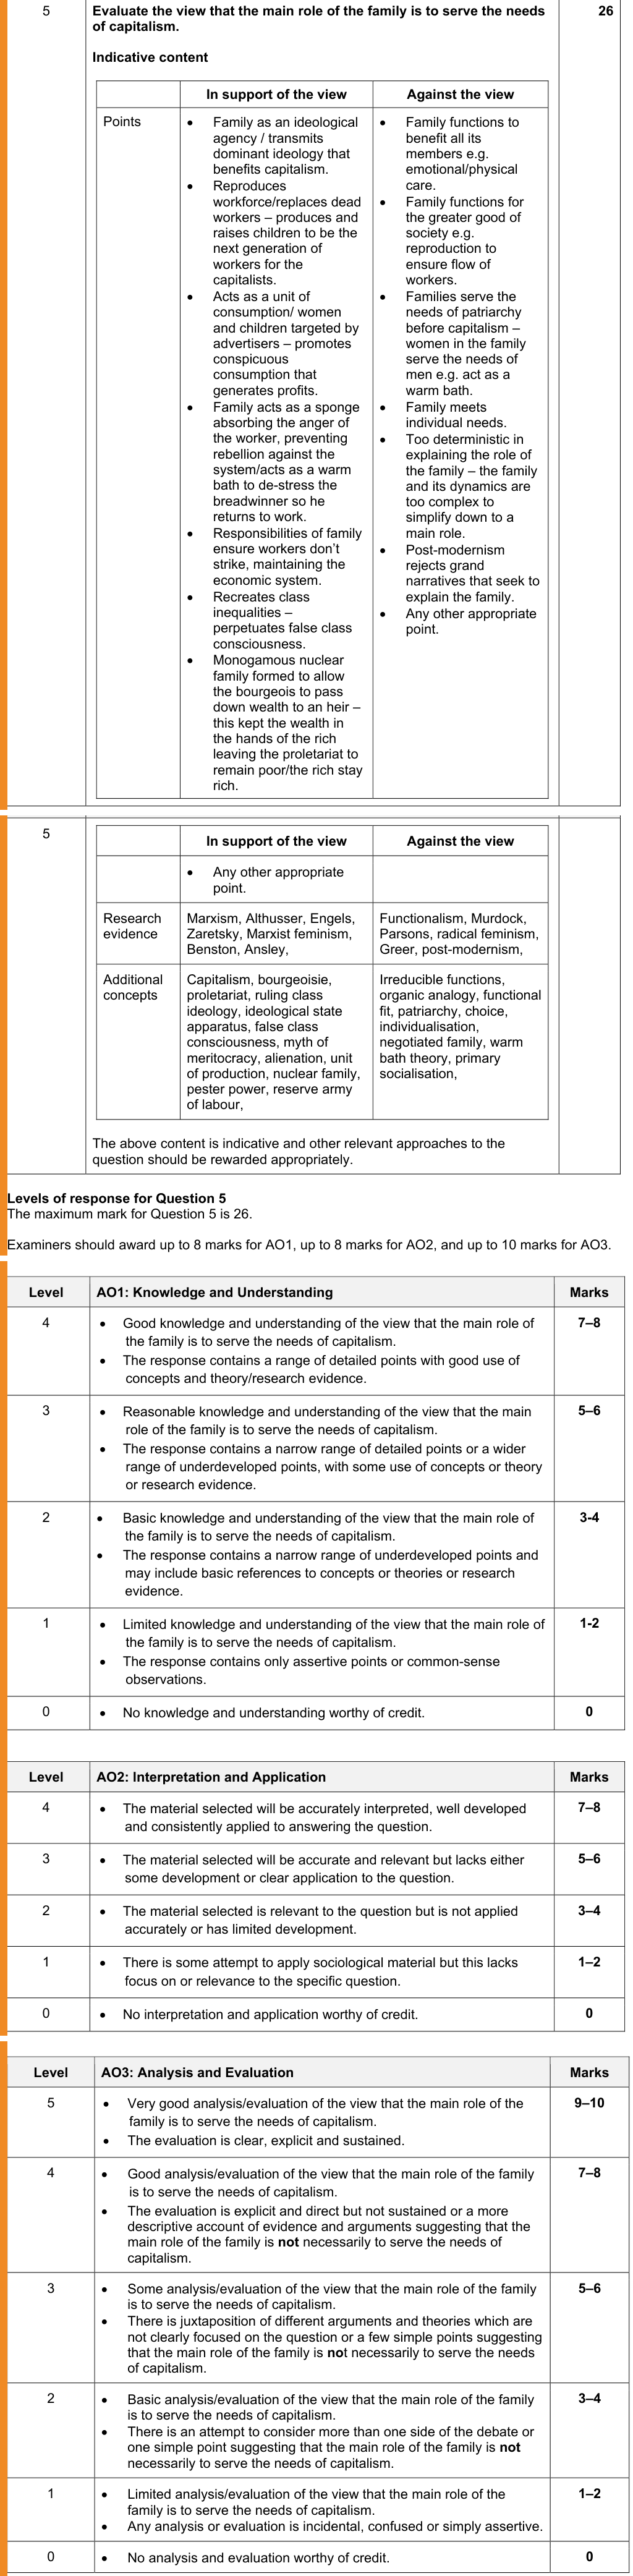 5
Evaluate the view that the main role of the family is to serve the needs
of capitalism.
26
Indicative content
In support of the view
Against the view
Points
• Family as an ideological
agency / transmits
dominant ideology that
benefits capitalism.
• Reproduces
workforce/replaces dead
workers – produces and
raises children to be the
next generation of
workers for the
capitalists.
• Acts as a unit of
consumption/ women
and children targeted by
advertisers – promotes
conspicuous
consumption that
generates profits.
• Family acts as a sponge
absorbing the anger of
the worker, preventing
rebellion against the
system/acts as a warm
bath to de-stress the
breadwinner so he
returns to work.
• Responsibilities of family
ensure workers don't
strike, maintaining the
economic system.
• Recreates class
inequalities –
perpetuates false class
consciousness.
• Monogamous nuclear
family formed to allow
the bourgeois to pass
down wealth to an heir –
this kept the wealth in
the hands of the rich
leaving the proletariat to
remain poor/the rich stay
rich.
• Family functions to
benefit all its
members e.g.
emotional/physical
care.
• Family functions for
the greater good of
society e.g.
reproduction to
ensure flow of
workers.
• Families serve the
needs of patriarchy
before capitalism –
women in the family
serve the needs of
men e.g. act as a
warm bath.
• Family meets
individual needs.
• Too deterministic in
explaining the role of
the family – the family
and its dynamics are
too complex to
simplify down to a
main role.
• Post-modernism
rejects grand
narratives that seek to
explain the family.
• Any other appropriate
point.
5
In support of the view
Against the view
• Any other appropriate
point.
Research
evidence
Marxism, Althusser, Engels,
Zaretsky, Marxist feminism,
Benston, Ansley,
Functionalism, Murdock,
Parsons, radical feminism,
Greer, post-modernism,
Additional
concepts
Capitalism, bourgeoisie,
proletariat, ruling class
ideology, ideological state
apparatus, false class
consciousness, myth of
meritocracy, alienation, unit
of production, nuclear family,
pester power, reserve army
of labour,
Irreducible functions,
organic analogy, functional
fit, patriarchy, choice,
individualisation,
negotiated family, warm
bath theory, primary
socialisation,
The above content is indicative and other relevant approaches to the
question should be rewarded appropriately.
Levels of response for Question 5
The maximum mark for Question 5 is 26.
Examiners should award up to 8 marks for AO1, up to 8 marks for AO2, and up to 10 marks for AO3.
Level
AO1: Knowledge and Understanding
Marks
4
• Good knowledge and understanding of the view that the main role of
the family is to serve the needs of capitalism.
• The response contains a range of detailed points with good use of
concepts and theory/research evidence.
7–8
3
• Reasonable knowledge and understanding of the view that the main
role of the family is to serve the needs of capitalism.
• The response contains a narrow range of detailed points or a wider
range of underdeveloped points, with some use of concepts or theory
or research evidence.
5–6
2
• Basic knowledge and understanding of the view that the main role of
the family is to serve the needs of capitalism.
• The response contains a narrow range of underdeveloped points and
may include basic references to concepts or theories or research
evidence.
3-4
1
• Limited knowledge and understanding of the view that the main role of
the family is to serve the needs of capitalism.
• The response contains only assertive points or common-sense
observations.
1-2
0
• No knowledge and understanding worthy of credit.
0
Level
AO2: Interpretation and Application
Marks
4
• The material selected will be accurately interpreted, well developed
and consistently applied to answering the question.
7–8
3
• The material selected will be accurate and relevant but lacks either
some development or clear application to the question.
5–6
2
• The material selected is relevant to the question but is not applied
accurately or has limited development.
3–4
1
• There is some attempt to apply sociological material but this lacks
focus on or relevance to the specific question.
1–2
0
• No interpretation and application worthy of credit.
0
Level
AO3: Analysis and Evaluation
Marks
5
• Very good analysis/evaluation of the view that the main role of the
family is to serve the needs of capitalism.
• The evaluation is clear, explicit and sustained.
9–10
4
• Good analysis/evaluation of the view that the main role of the family
is to serve the needs of capitalism.
• The evaluation is explicit and direct but not sustained or a more
descriptive account of evidence and arguments suggesting that the
main role of the family is not necessarily to serve the needs of
capitalism.
7–8
3
• Some analysis/evaluation of the view that the main role of the family
is to serve the needs of capitalism.
• There is juxtaposition of different arguments and theories which are
not clearly focused on the question or a few simple points suggesting
that the main role of the family is not necessarily to serve the needs
of capitalism.
5–6
2
• Basic analysis/evaluation of the view that the main role of the family
is to serve the needs of capitalism.
• There is an attempt to consider more than one side of the debate or
one simple point suggesting that the main role of the family is not
necessarily to serve the needs of capitalism.
3–4
1
• Limited analysis/evaluation of the view that the main role of the
family is to serve the needs of capitalism.
• Any analysis or evaluation is incidental, confused or simply assertive.
1–2
0
• No analysis and evaluation worthy of credit.
0